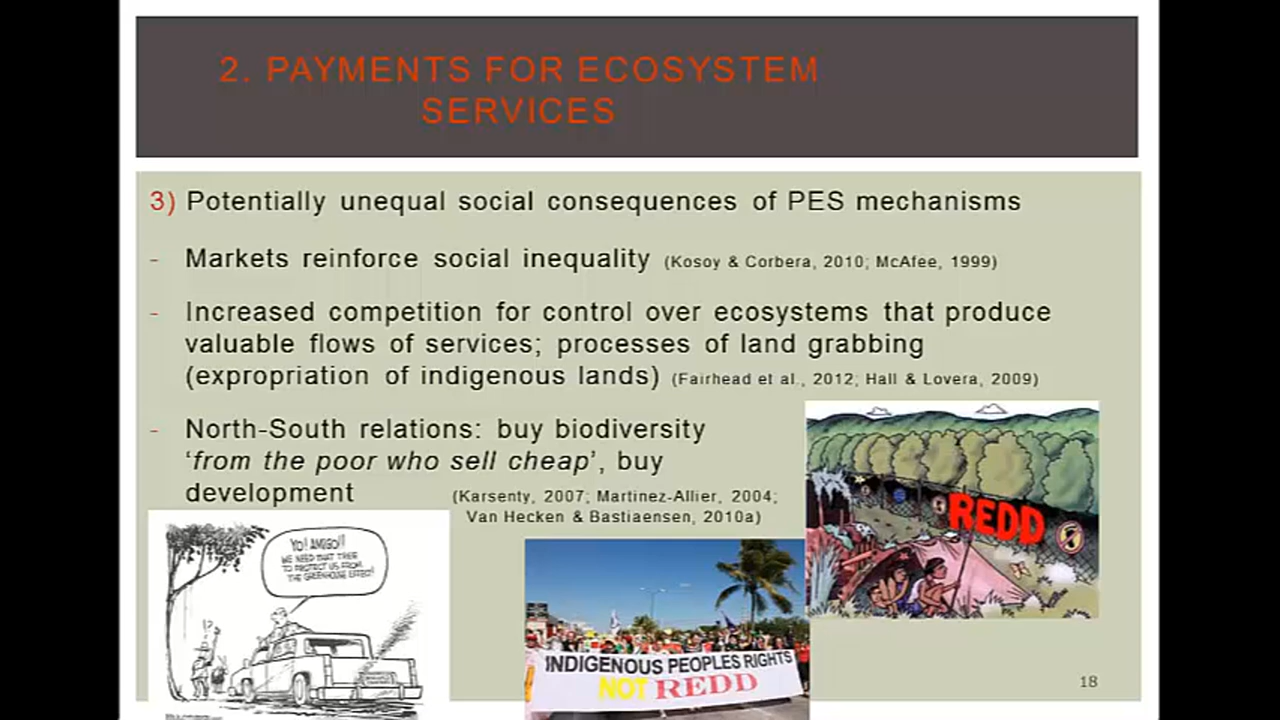 2. PAYMENTS FOR ECOSYSTEM
SERVICES
3) Potentially unequal social consequences of PES mechanisms
- Markets reinforce social inequality (Kosoy & Corbera, 2010; McAfee, 1999)
- Increased competition for control over ecosystems that produce
valuable flows of services; processes of land grabbing
(expropriation of indigenous lands) (Fairhead et al., 2012; Hall & Lovera, 2009)
- North-South relations: buy biodiversity
‘from the poor who sell cheap’, buy
development (Karsenty, 2007; Martinez-Allier, 2004;
Van Hecken & Bastiaensen, 2010a)
REDD
YO! AMIGO!!
WE NEED THAT TREE
TO PROTECT US FROM
THE GREENHOUSE EFFECT!
INDIGENOUS PEOPLES RIGHTS
NOT REDD
18